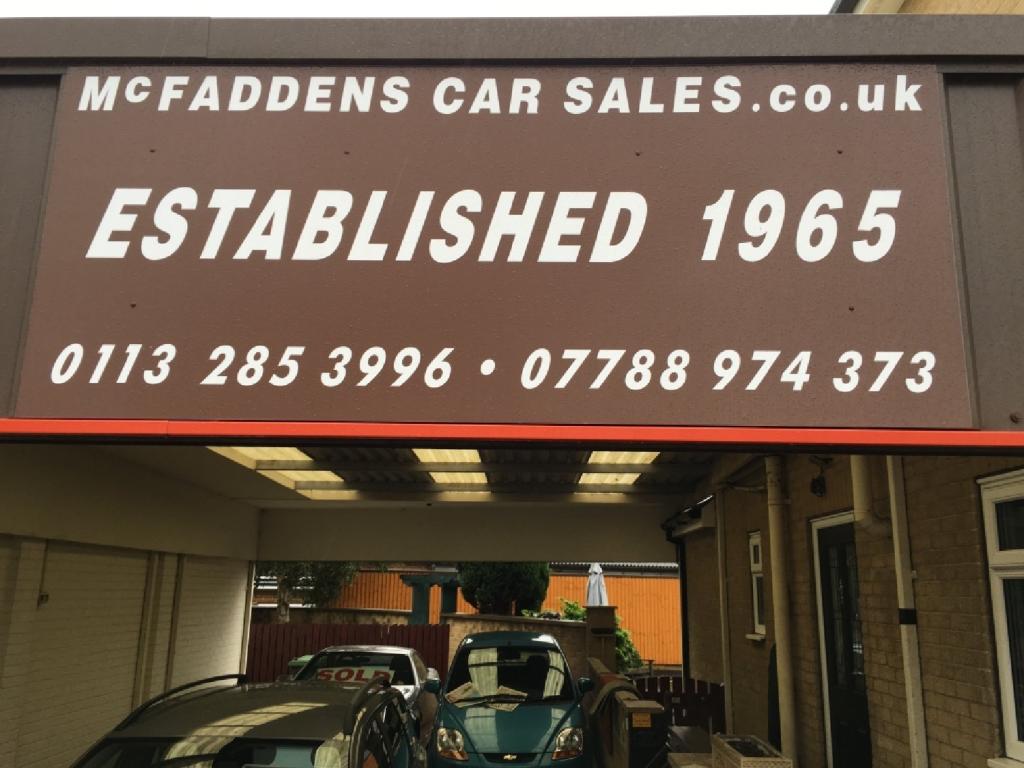 McFADDENS CAR SALES.co.uk
ESTABLISHED 1965
0113 285 3996 • 07788 974 373
SOLD